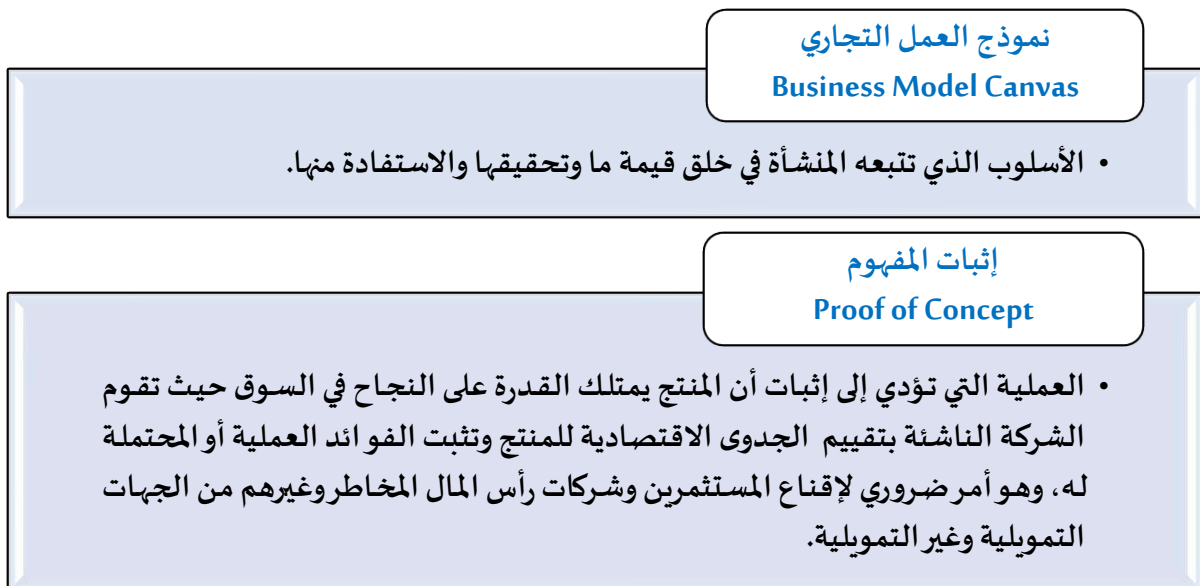 نموذج العمل التجاري
Business Model Canvas
• الأسلوب الذي تتبعه المنشأة في خلق قيمة ما وتحقيقها والاستفادة منها.
إثبات المفهوم
Proof of Concept
• العملية التي تؤدي إلى إثبات أن المنتج يمتلك القدرة على النجاح في السوق حيث تقوم
الشركة الناشئة بتقييم الجدوى الاقتصادية للمنتج وتثبت الفوائد العملية أو المحتملة
له، وهو أمر ضروري لإقناع المستثمرين وشركات رأس المال المخاطر وغيرهم من الجهات
التمويلية وغير التمويلية.